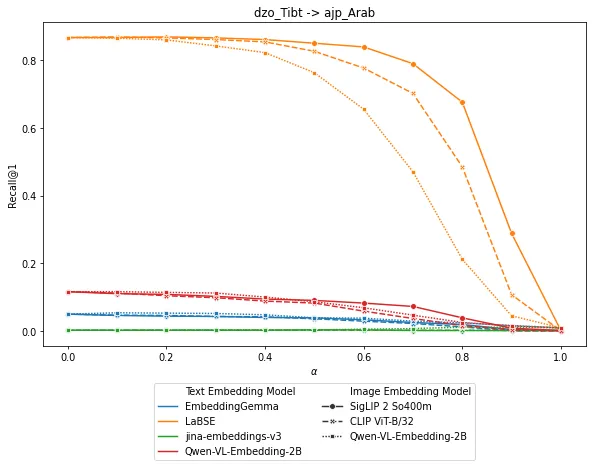 dzo_Tibt -> ajp_Arab
Recall@1
0.8
0.6
0.4
0.2
0.0
0.0 0.2 0.4 0.6 0.8 1.0
α
Text Embedding Model
EmbeddingGemma
LaBSE
jina-embeddings-v3
Qwen-VL-Embedding-2B
Image Embedding Model
SigLIP 2 So400m
CLIP ViT-B/32
Qwen-VL-Embedding-2B